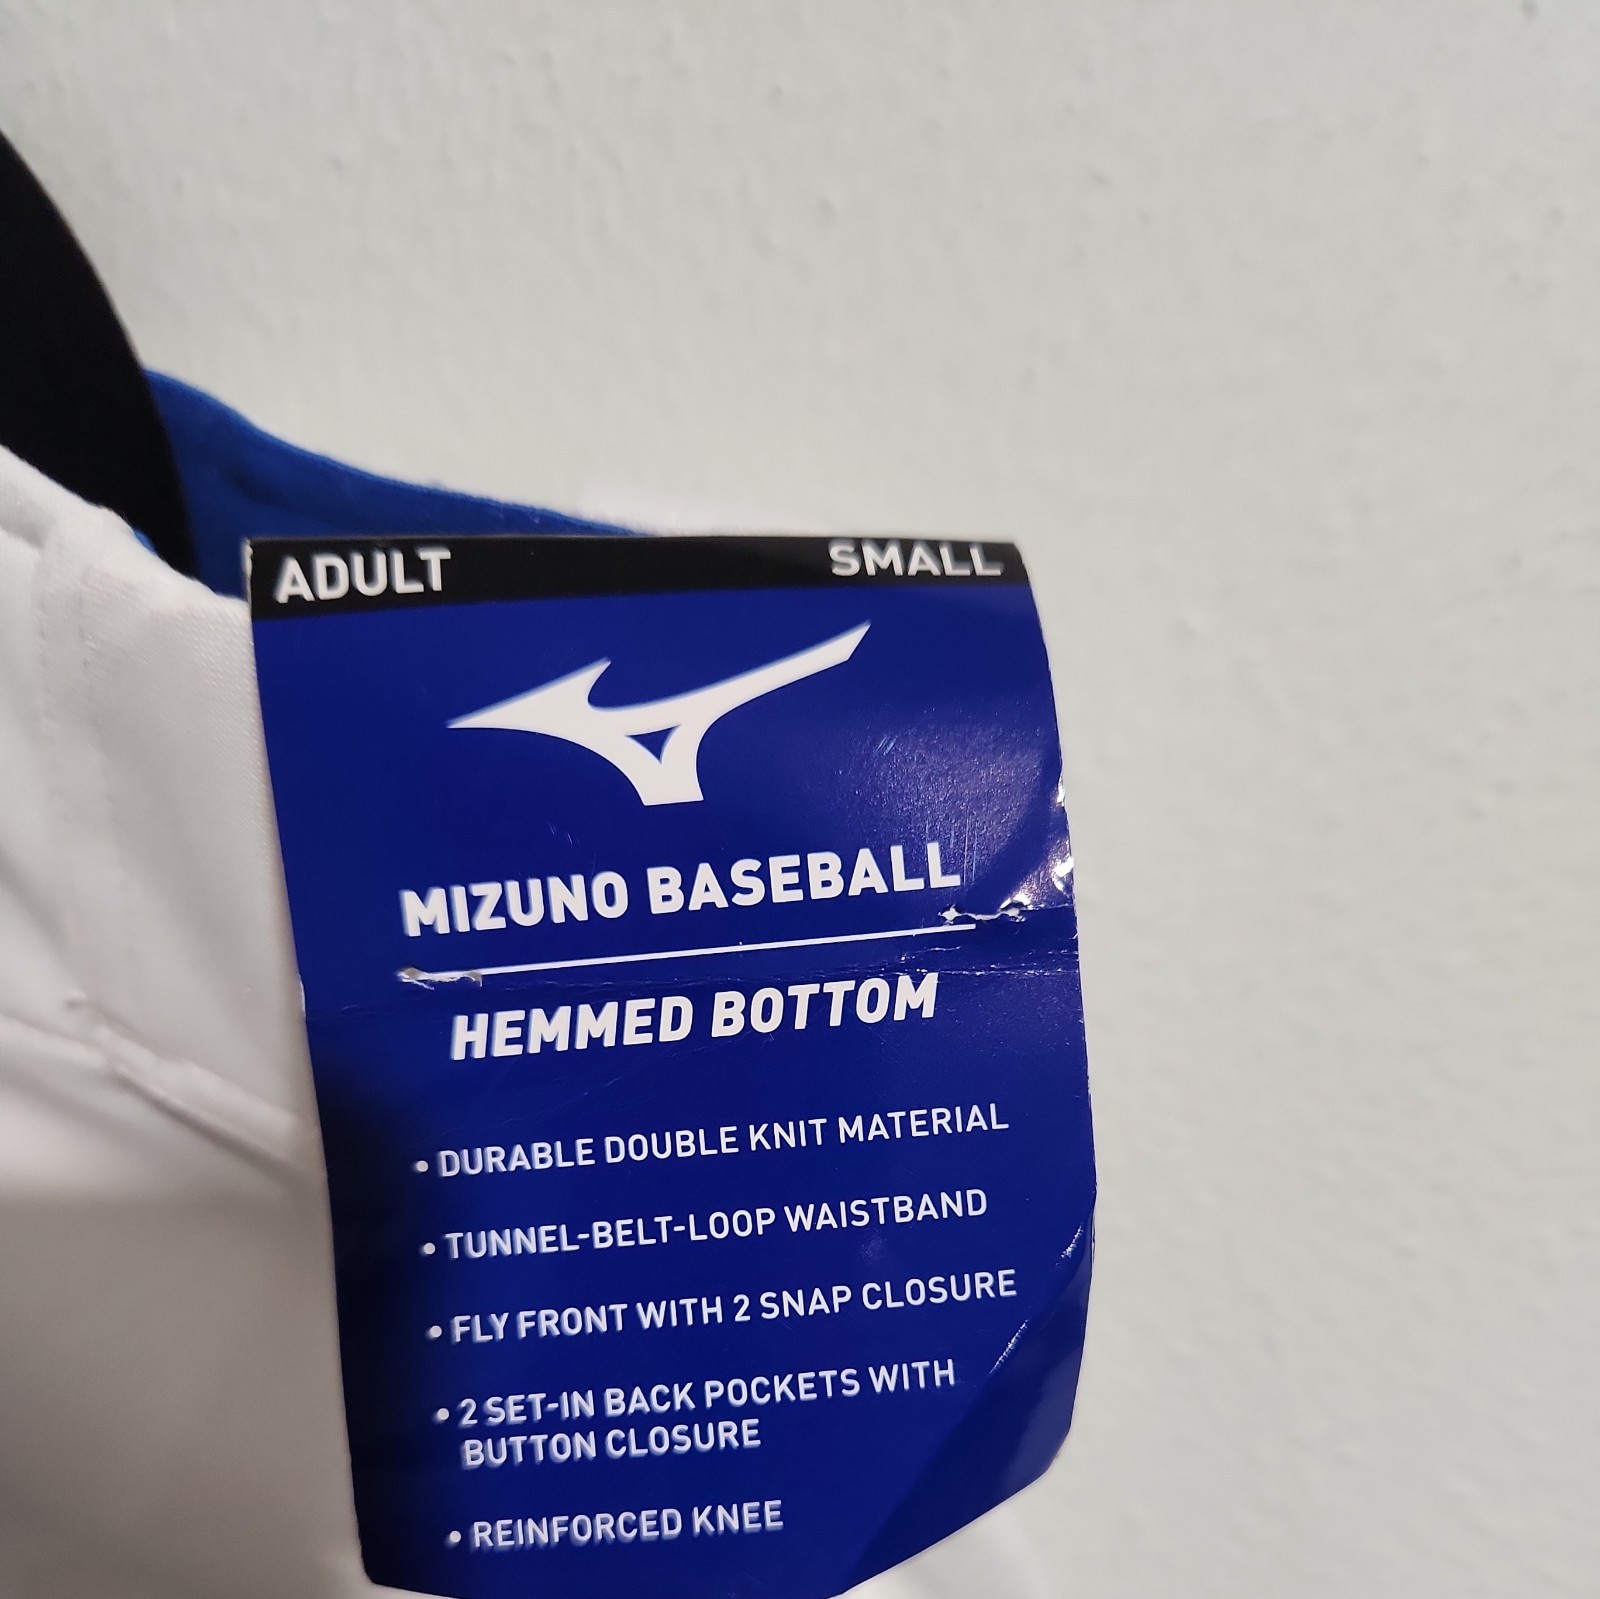 ADULT SMALL
MIZUNO BASEBALL
HEMMED BOTTOM
• DURABLE DOUBLE KNIT MATERIAL
• TUNNEL-BELT-LOOP WAISTBAND
• FLY FRONT WITH 2 SNAP CLOSURE
• 2 SET-IN BACK POCKETS WITH
BUTTON CLOSURE
• REINFORCED KNEE